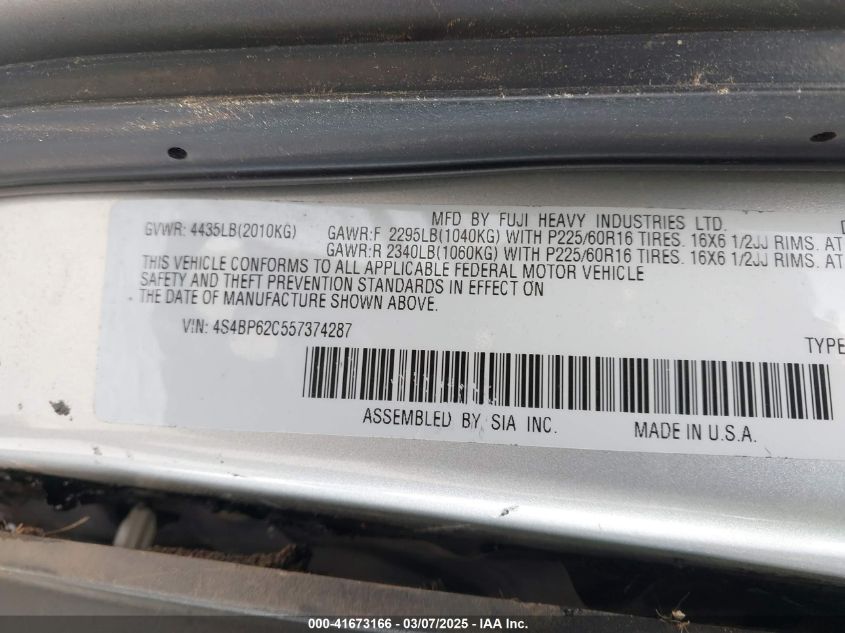 MFD BY FUJI HEAVY INDUSTRIES LTD. D
GVWR: 4435LB(2010KG) GAWR:F 2295LB(1040KG) WITH P225/60R16 TIRES. 16X6 1/2JJ RIMS. AT
GAWR:R 2340LB(1060KG) WITH P225/60R16 TIRES. 16X6 1/2JJ RIMS. AT
THIS VEHICLE CONFORMS TO ALL APPLICABLE FEDERAL MOTOR VEHICLE
SAFETY AND THEFT PREVENTION STANDARDS IN EFFECT ON
THE DATE OF MANUFACTURE SHOWN ABOVE.
VIN: 4S4BP62C557374287
TYPE
ASSEMBLED BY SIA INC. MADE IN U.S.A.
000-41673166 - 03/07/2025 - IAAI.com